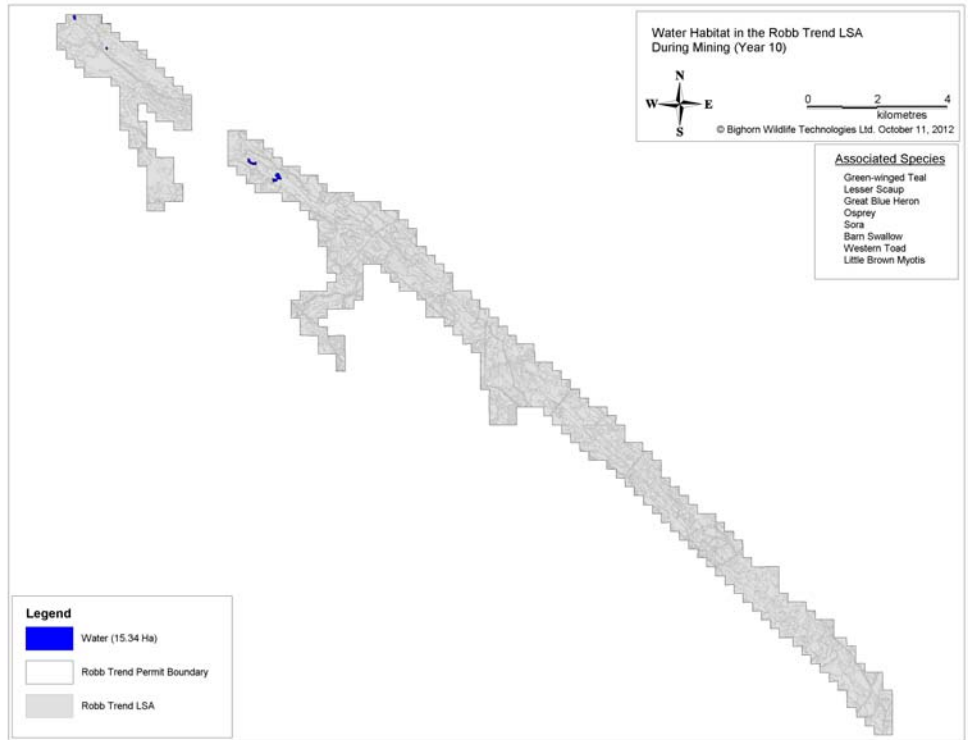 Water Habitat in the Robb Trend LSA
During Mining (Year 10)
N
W E
S
0 2 4
kilometres
© Bighorn Wildlife Technologies Ltd. October 11, 2012
Associated Species
Green-winged Teal
Lesser Scaup
Great Blue Heron
Osprey
Sora
Barn Swallow
Western Toad
Little Brown Myotis
Legend
Water (15.34 Ha)
Robb Trend Permit Boundary
Robb Trend LSA